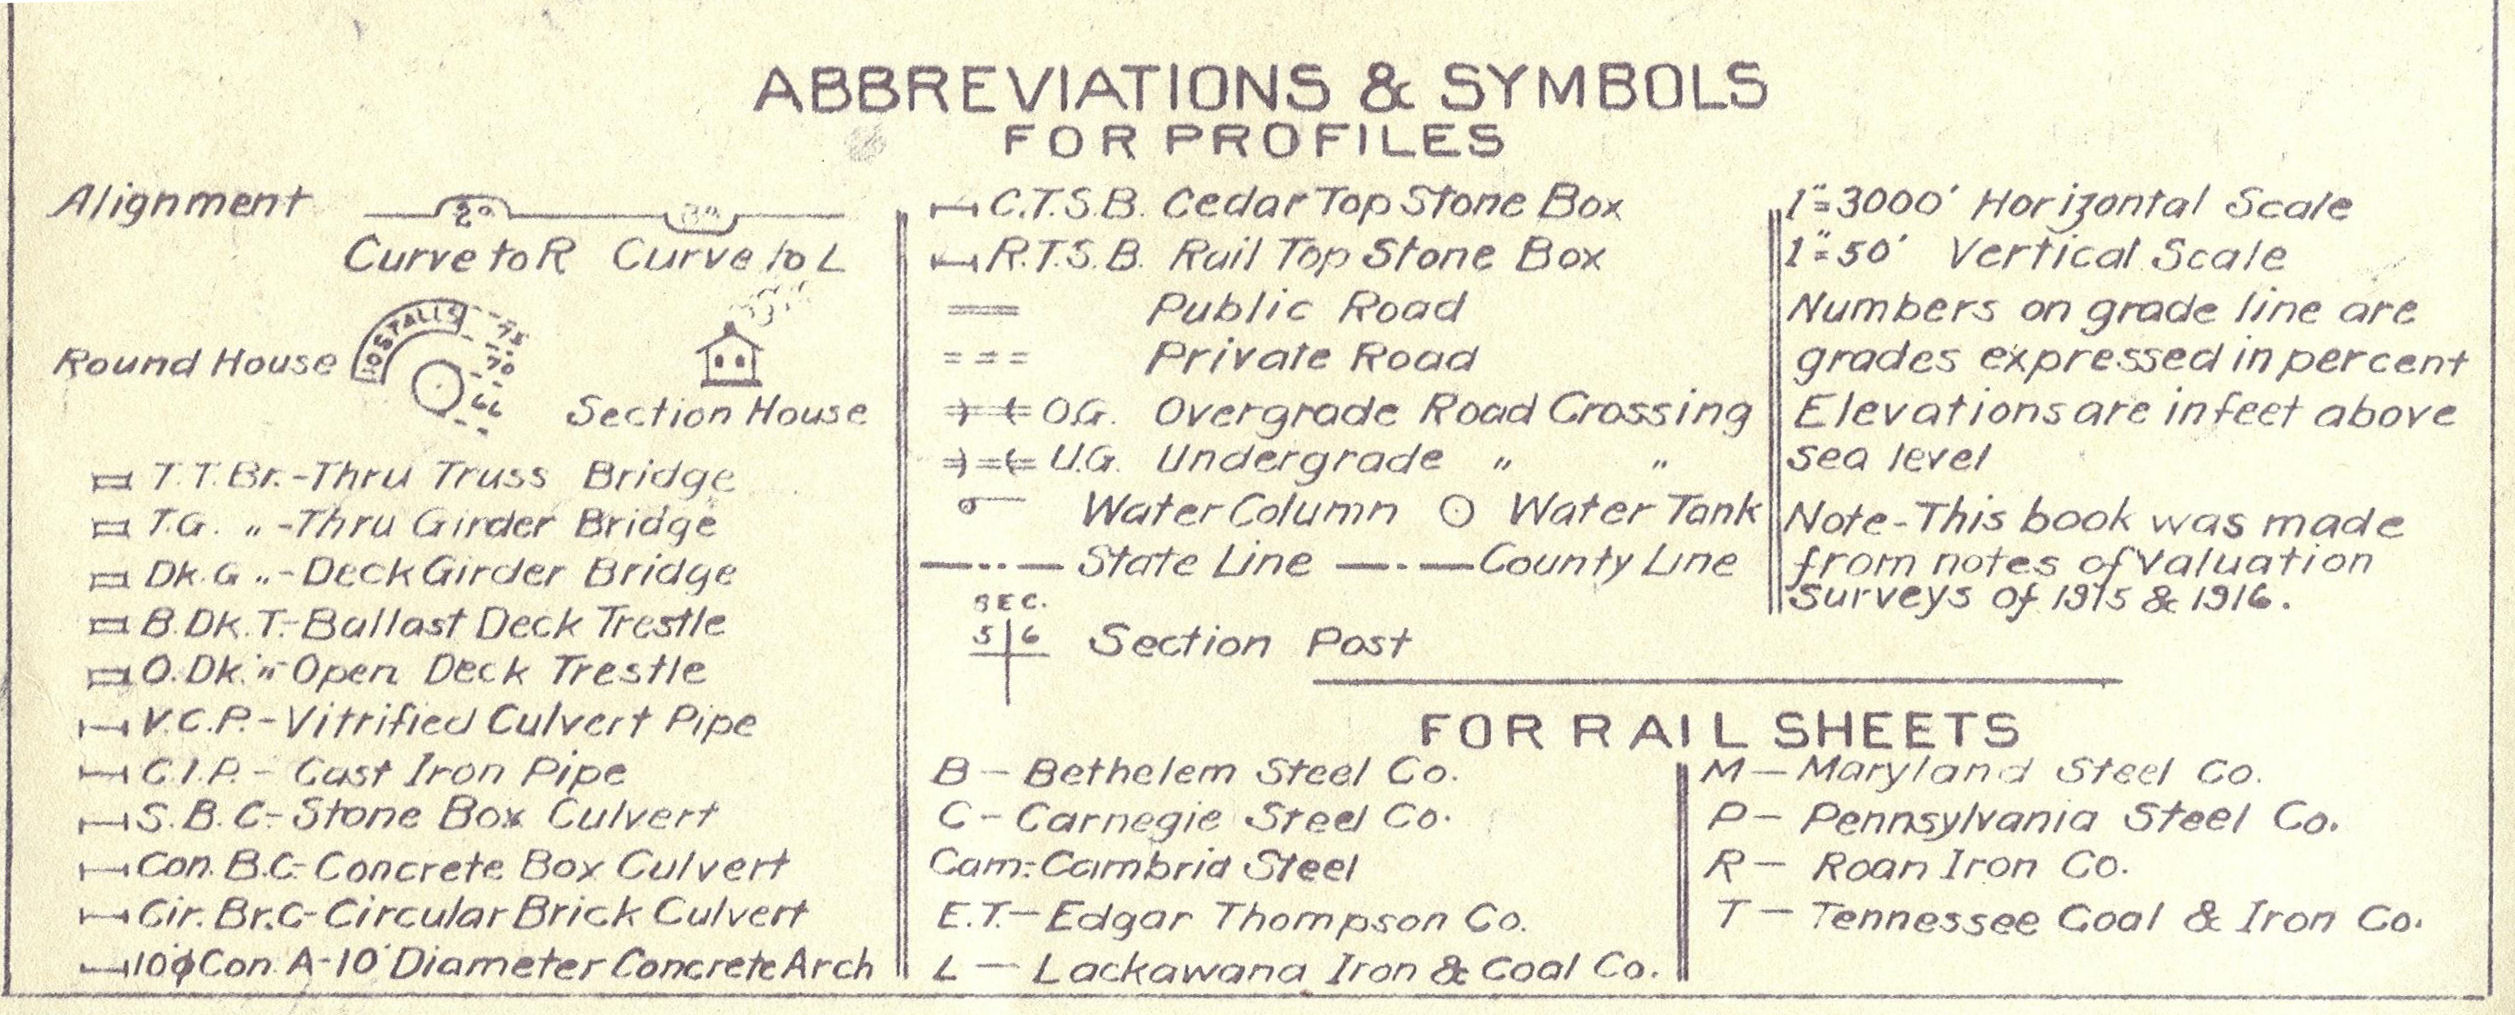 ABBREVIATIONS & SYMBOLS
FOR PROFILES
Alignment
2° 3°
Curve to R Curve to L
10 STALLS
75
70
66
Round House
Section House
T.T. Br.-Thru Truss Bridge
T.G. „ -Thru Girder Bridge
Dk. G „-Deck Girder Bridge
B. Dk. T.-Ballast Deck Trestle
O. Dk. „-Open Deck Trestle
V.C.P.-Vitrified Culvert Pipe
C.I.P.- Cast Iron Pipe
S.B.C-Stone Box Culvert
Con. B.C-Concrete Box Culvert
Cir. Br.C-Circular Brick Culvert
10'ϕ Con. A-10' Diameter Concrete Arch
C.T.S.B. Cedar Top Stone Box
R.T.S.B. Rail Top Stone Box
Public Road
Private Road
O.G. Overgrade Road Crossing
U.G. Undergrade „ „
Water Column Water Tank
State Line County Line
SEC.
5 6 Section Post
1"=3000' Horizontal Scale
1"=50' Vertical Scale
Numbers on grade line are
grades expressed in percent
Elevations are in feet above
sea level
Note-This book was made
from notes of Valuation
Surveys of 1915 & 1916.
FOR RAIL SHEETS
B - Bethelem Steel Co.
C - Carnegie Steel Co.
Cam:-Cambria Steel
E.T.- Edgar Thompson Co.
L - Lackawana Iron & Coal Co.
M - Maryland Steel Co.
P - Pennsylvania Steel Co.
R - Roan Iron Co.
T - Tennessee Coal & Iron Co.